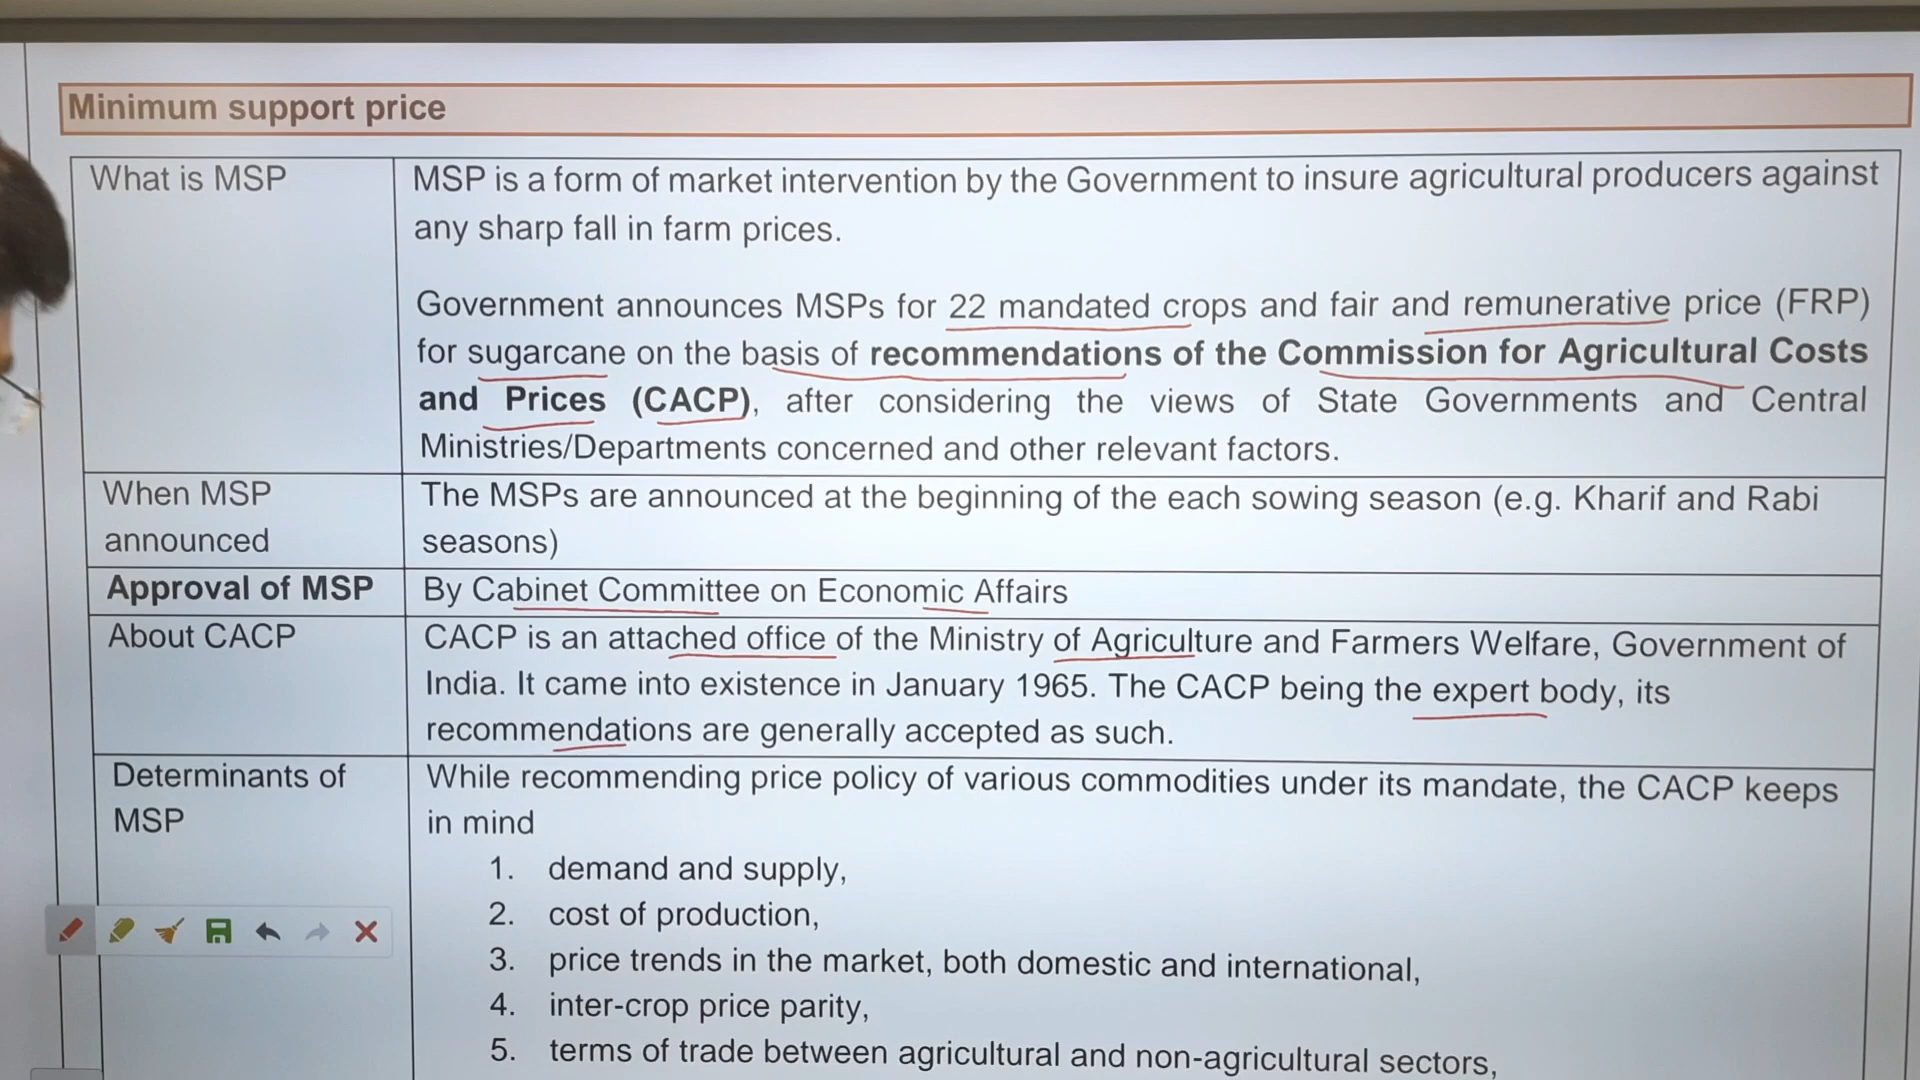 Minimum support price
What is MSP
MSP is a form of market intervention by the Government to insure agricultural producers against
any sharp fall in farm prices.
Government announces MSPs for 22 mandated crops and fair and remunerative price (FRP)
for sugarcane on the basis of recommendations of the Commission for Agricultural Costs
and Prices (CACP), after considering the views of State Governments and Central
Ministries/Departments concerned and other relevant factors.
When MSP
announced
The MSPs are announced at the beginning of the each sowing season (e.g. Kharif and Rabi
seasons)
Approval of MSP
By Cabinet Committee on Economic Affairs
About CACP
CACP is an attached office of the Ministry of Agriculture and Farmers Welfare, Government of
India. It came into existence in January 1965. The CACP being the expert body, its
recommendations are generally accepted as such.
Determinants of
MSP
While recommending price policy of various commodities under its mandate, the CACP keeps
in mind
1. demand and supply,
2. cost of production,
3. price trends in the market, both domestic and international,
4. inter-crop price parity,
5. terms of trade between agricultural and non-agricultural sectors,